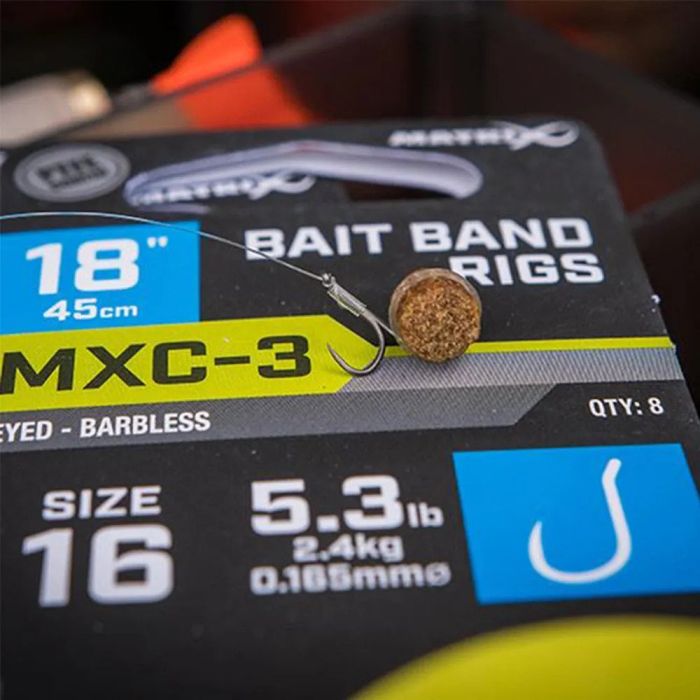 MATRIX
MATRIX
18"
45cm
BAIT BAND
RIGS
MXC-3
EYED - BARBLESS
QTY: 8
SIZE
16
5.3lb
2.4kg
0.165mmø